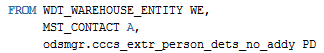 FROM WDT_WAREHOUSE_ENTITY WE,
MST_CONTACT A,
odsmgr.cccs_extr_person_dets_no_addy PD